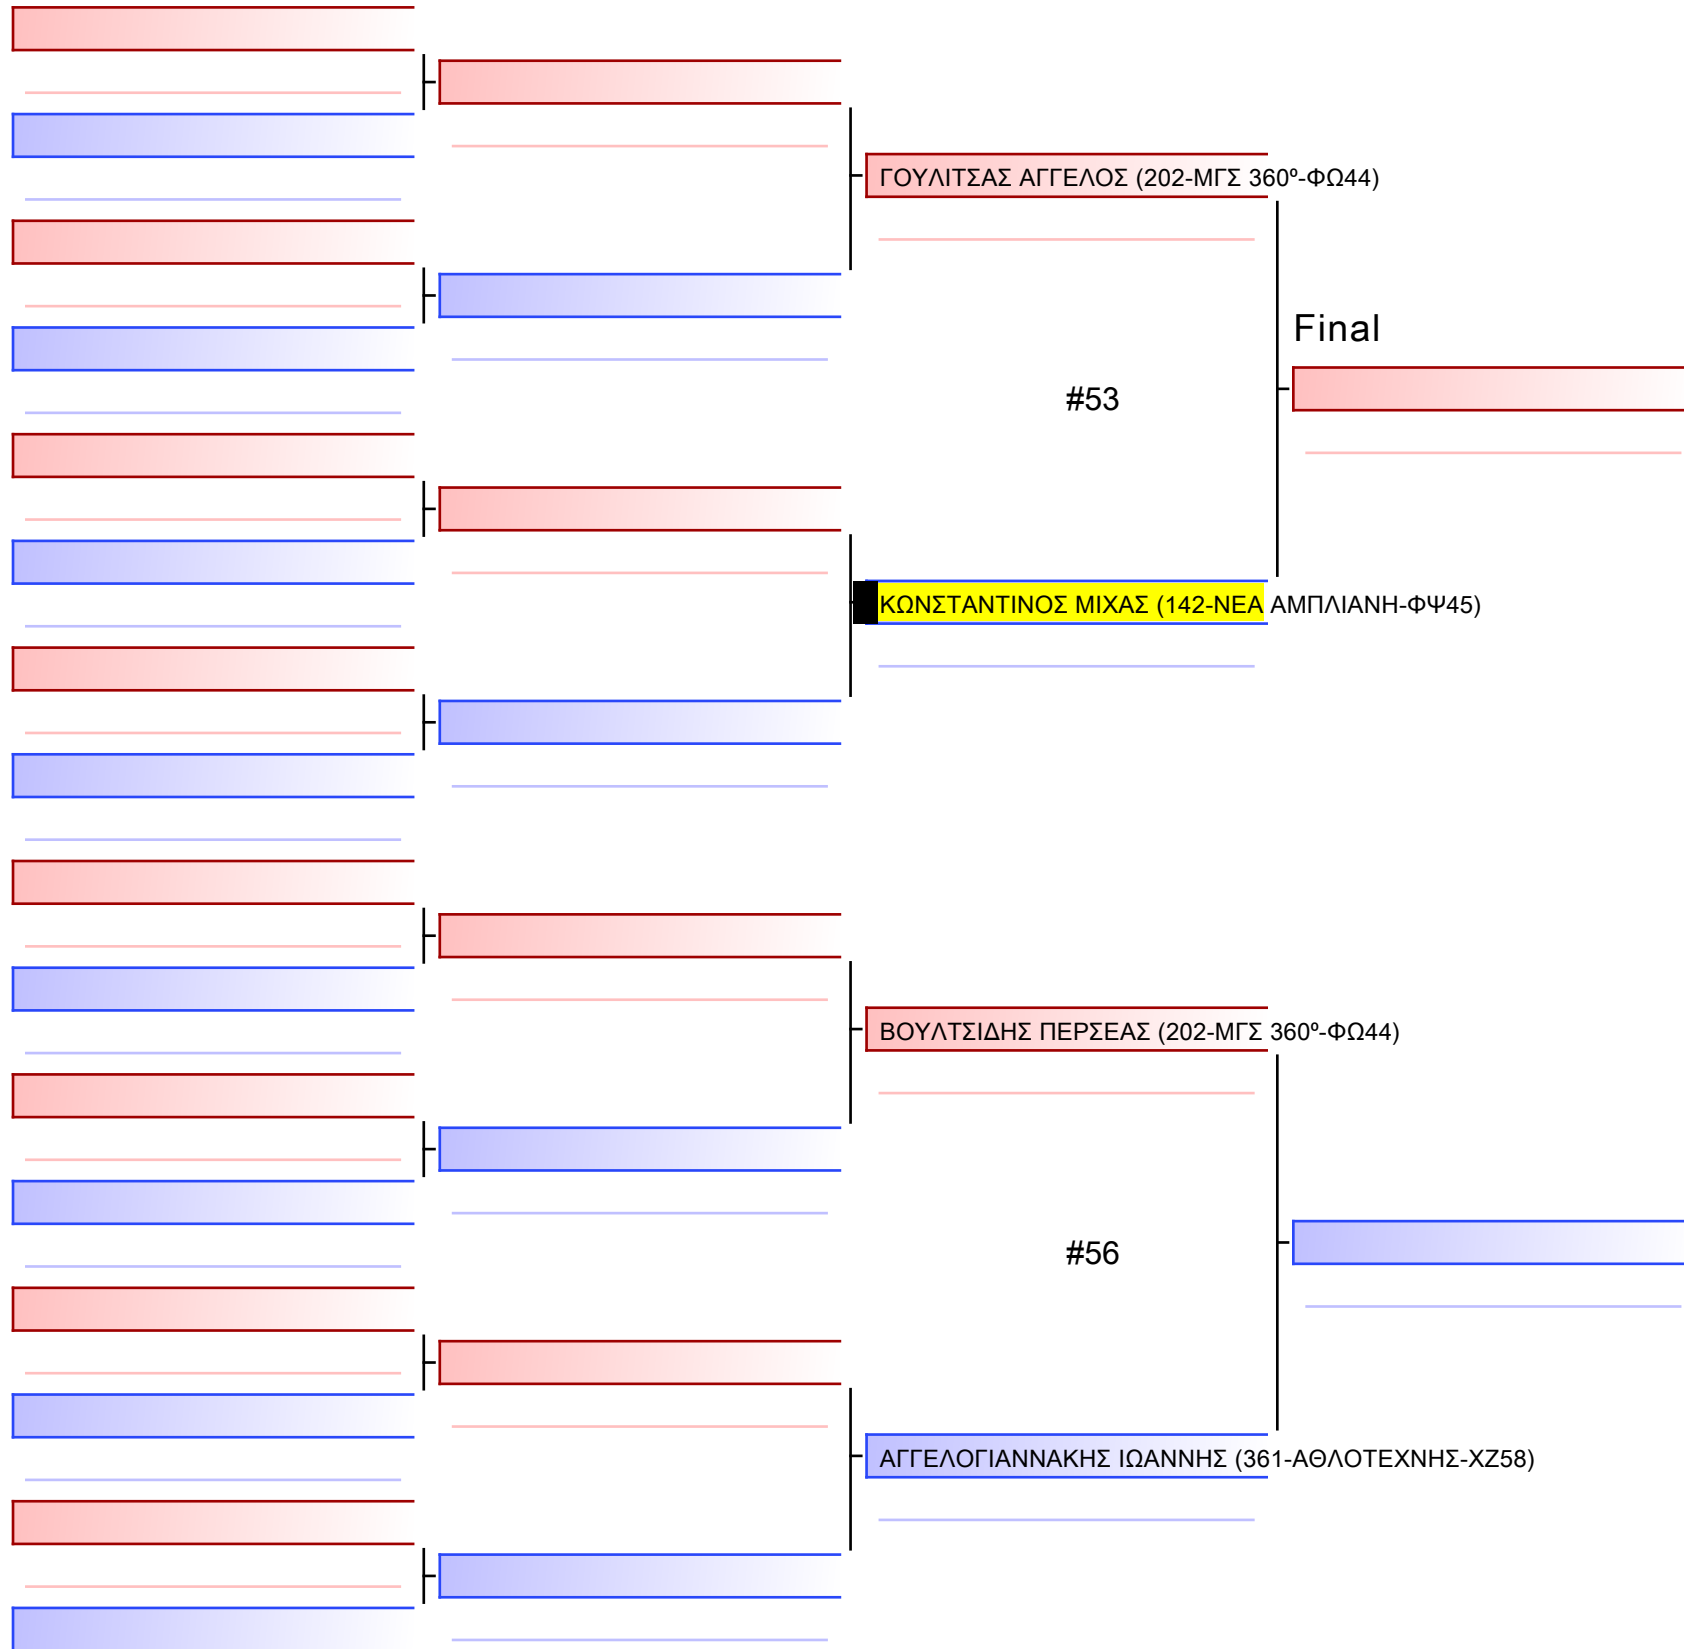 ΓΟΥΛΙΤΣΑΣ ΑΓΓΕΛΟΣ (202-ΜΓΣ 360º-ΦΩ44)
Final
#53
ΚΩΝΣΤΑΝΤΙΝΟΣ ΜΙΧΑΣ (142-ΝΕΑ ΑΜΠΛΙΑΝΗ-ΦΨ45)
ΒΟΥΛΤΣΙΔΗΣ ΠΕΡΣΕΑΣ (202-ΜΓΣ 360º-ΦΩ44)
#56
ΑΓΓΕΛΟΓΙΑΝΝΑΚΗΣ ΙΩΑΝΝΗΣ (361-ΑΘΛΟΤΕΧΝΗΣ-ΧΖ58)